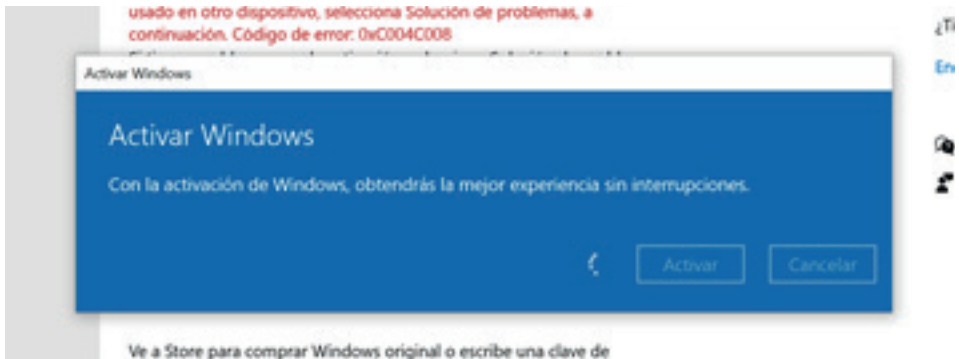 usado en otro dispositivo, selecciona Solución de problemas, a
continuación. Código de error: 0xC004C008
Activar Windows
Activar Windows
Con la activación de Windows, obtendrás la mejor experiencia sin interrupciones.
Activar
Cancelar
Ve a Store para comprar Windows original o escribe una clave de